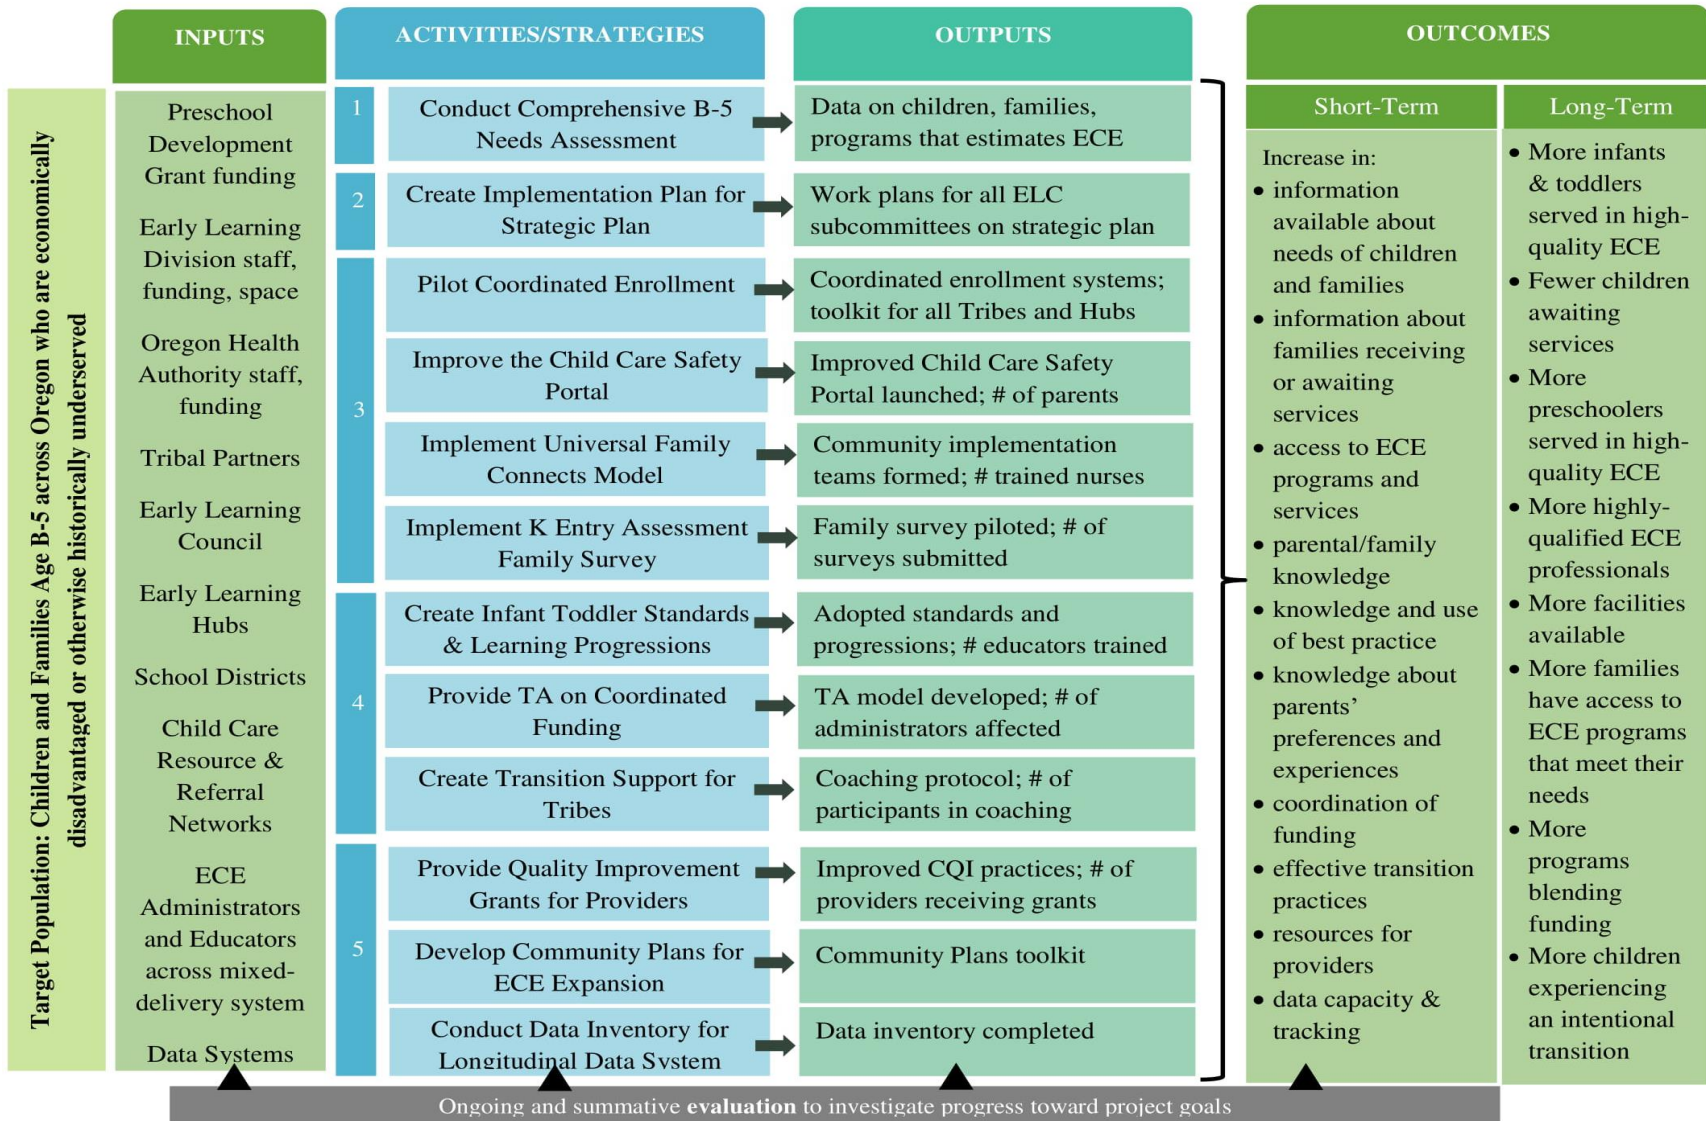 INPUTS
ACTIVITIES/STRATEGIES
OUTPUTS
OUTCOMES
Short-Term
Long-Term
Target Population: Children and Families Age B-5 across Oregon who are economically
disadvantaged or otherwise historically underserved
Preschool
Development
Grant funding
Early Learning
Division staff,
funding, space
Oregon Health
Authority staff,
funding
Tribal Partners
Early Learning
Council
Early Learning
Hubs
School Districts
Child Care
Resource &
Referral
Networks
ECE
Administrators
and Educators
across mixed-
delivery system
Data Systems
1
Conduct Comprehensive B-5
Needs Assessment
Data on children, families,
programs that estimates ECE
2
Create Implementation Plan for
Strategic Plan
Work plans for all ELC
subcommittees on strategic plan
3
Pilot Coordinated Enrollment
Coordinated enrollment systems;
toolkit for all Tribes and Hubs
Improve the Child Care Safety
Portal
Improved Child Care Safety
Portal launched; # of parents
Implement Universal Family
Connects Model
Community implementation
teams formed; # trained nurses
Implement K Entry Assessment
Family Survey
Family survey piloted; # of
surveys submitted
4
Create Infant Toddler Standards
& Learning Progressions
Adopted standards and
progressions; # educators trained
Provide TA on Coordinated
Funding
TA model developed; # of
administrators affected
Create Transition Support for
Tribes
Coaching protocol; # of
participants in coaching
5
Provide Quality Improvement
Grants for Providers
Improved CQI practices; # of
providers receiving grants
Develop Community Plans for
ECE Expansion
Community Plans toolkit
Conduct Data Inventory for
Longitudinal Data System
Data inventory completed
Increase in:
• information
available about
needs of children
and families
• information about
families receiving
or awaiting
services
• access to ECE
programs and
services
• parental/family
knowledge
• knowledge and use
of best practice
• knowledge about
parents’
preferences and
experiences
• coordination of
funding
• effective transition
practices
• resources for
providers
• data capacity &
tracking
• More infants
& toddlers
served in high-
quality ECE
• Fewer children
awaiting
services
• More
preschoolers
served in high-
quality ECE
• More highly-
qualified ECE
professionals
• More facilities
available
• More families
have access to
ECE programs
that meet their
needs
• More
programs
blending
funding
• More children
experiencing
an intentional
transition
Ongoing and summative evaluation to investigate progress toward project goals